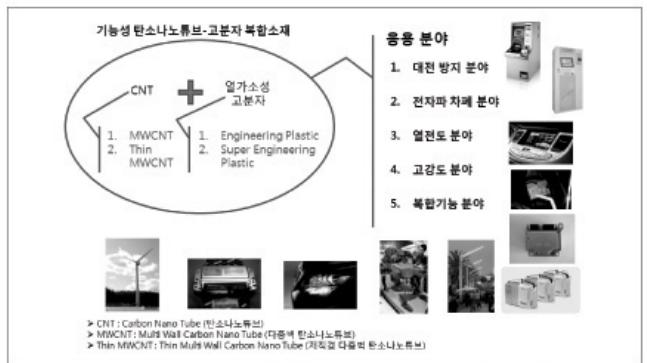 기능성 탄소나노튜브-고분자 복합소재
CNT
열가소성
고분자
1. MWCNT
2. Thin
MWCNT
1. Engineering Plastic
2. Super Engineering
Plastic
응용 분야
1. 대전 방지 분야
2. 전자파 차폐 분야
3. 열전도 분야
4. 고강도 분야
5. 복합기능 분야
➤ CNT : Carbon Nano Tube (탄소나노튜브)
➤ MWCNT : Multi Wall Carbon Nano Tube (다중벽 탄소나노튜브)
➤ Thin MWCNT : Thin Multi Wall Carbon Nano Tube (저직경 다중벽 탄소나노튜브)